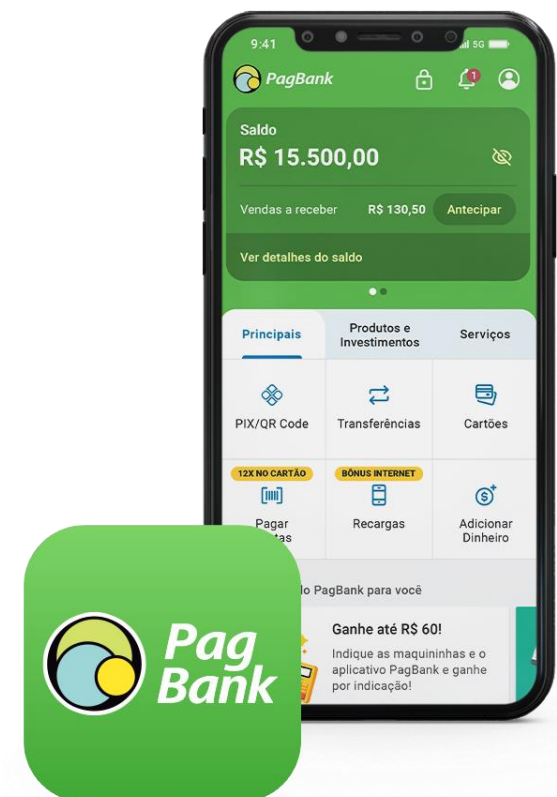 9:41
5G
PagBank
1
Saldo
R$ 15.500,00
Vendas a receber R$ 130,50 Antecipar
Ver detalhes do saldo
Principais
Produtos e
Investimentos
Serviços
PIX/QR Code
Transferências
Cartões
12X NO CARTÃO
BÔNUS INTERNET
Pagar
Recargas
Adicionar
Dinheiro
PagBank para você
Ganhe até R$ 60!
Indique as maquininhas e o
aplicativo PagBank e ganhe
por indicação!
Pag
Bank